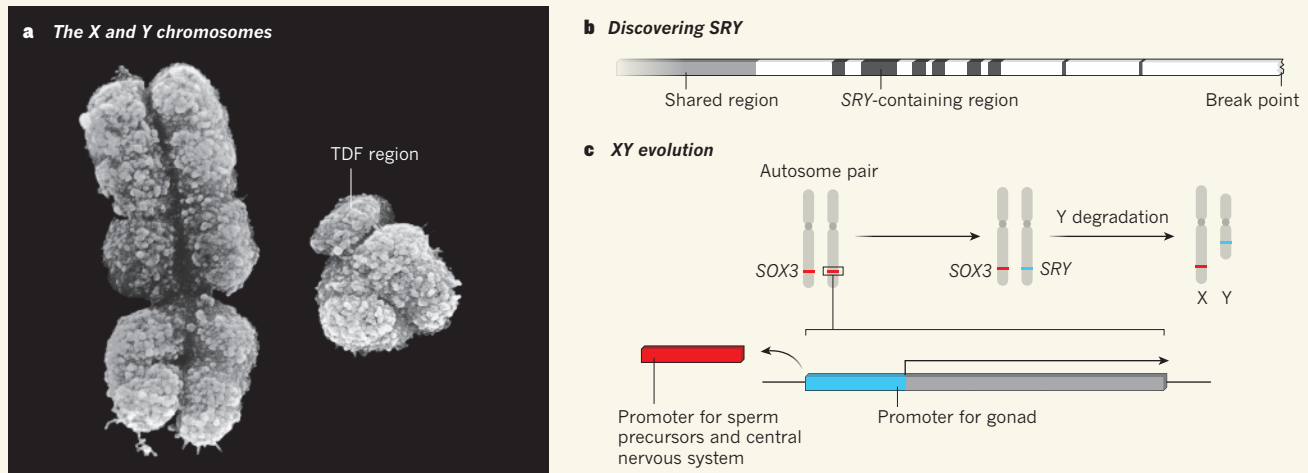 a The X and Y chromosomes
TDF region
b Discovering SRY
Shared region
SRY-containing region
Break point
c XY evolution
Autosome pair
Y degradation
SOX3
SOX3
SRY
X
Y
Promoter for sperm
precursors and central
nervous system
Promoter for gonad